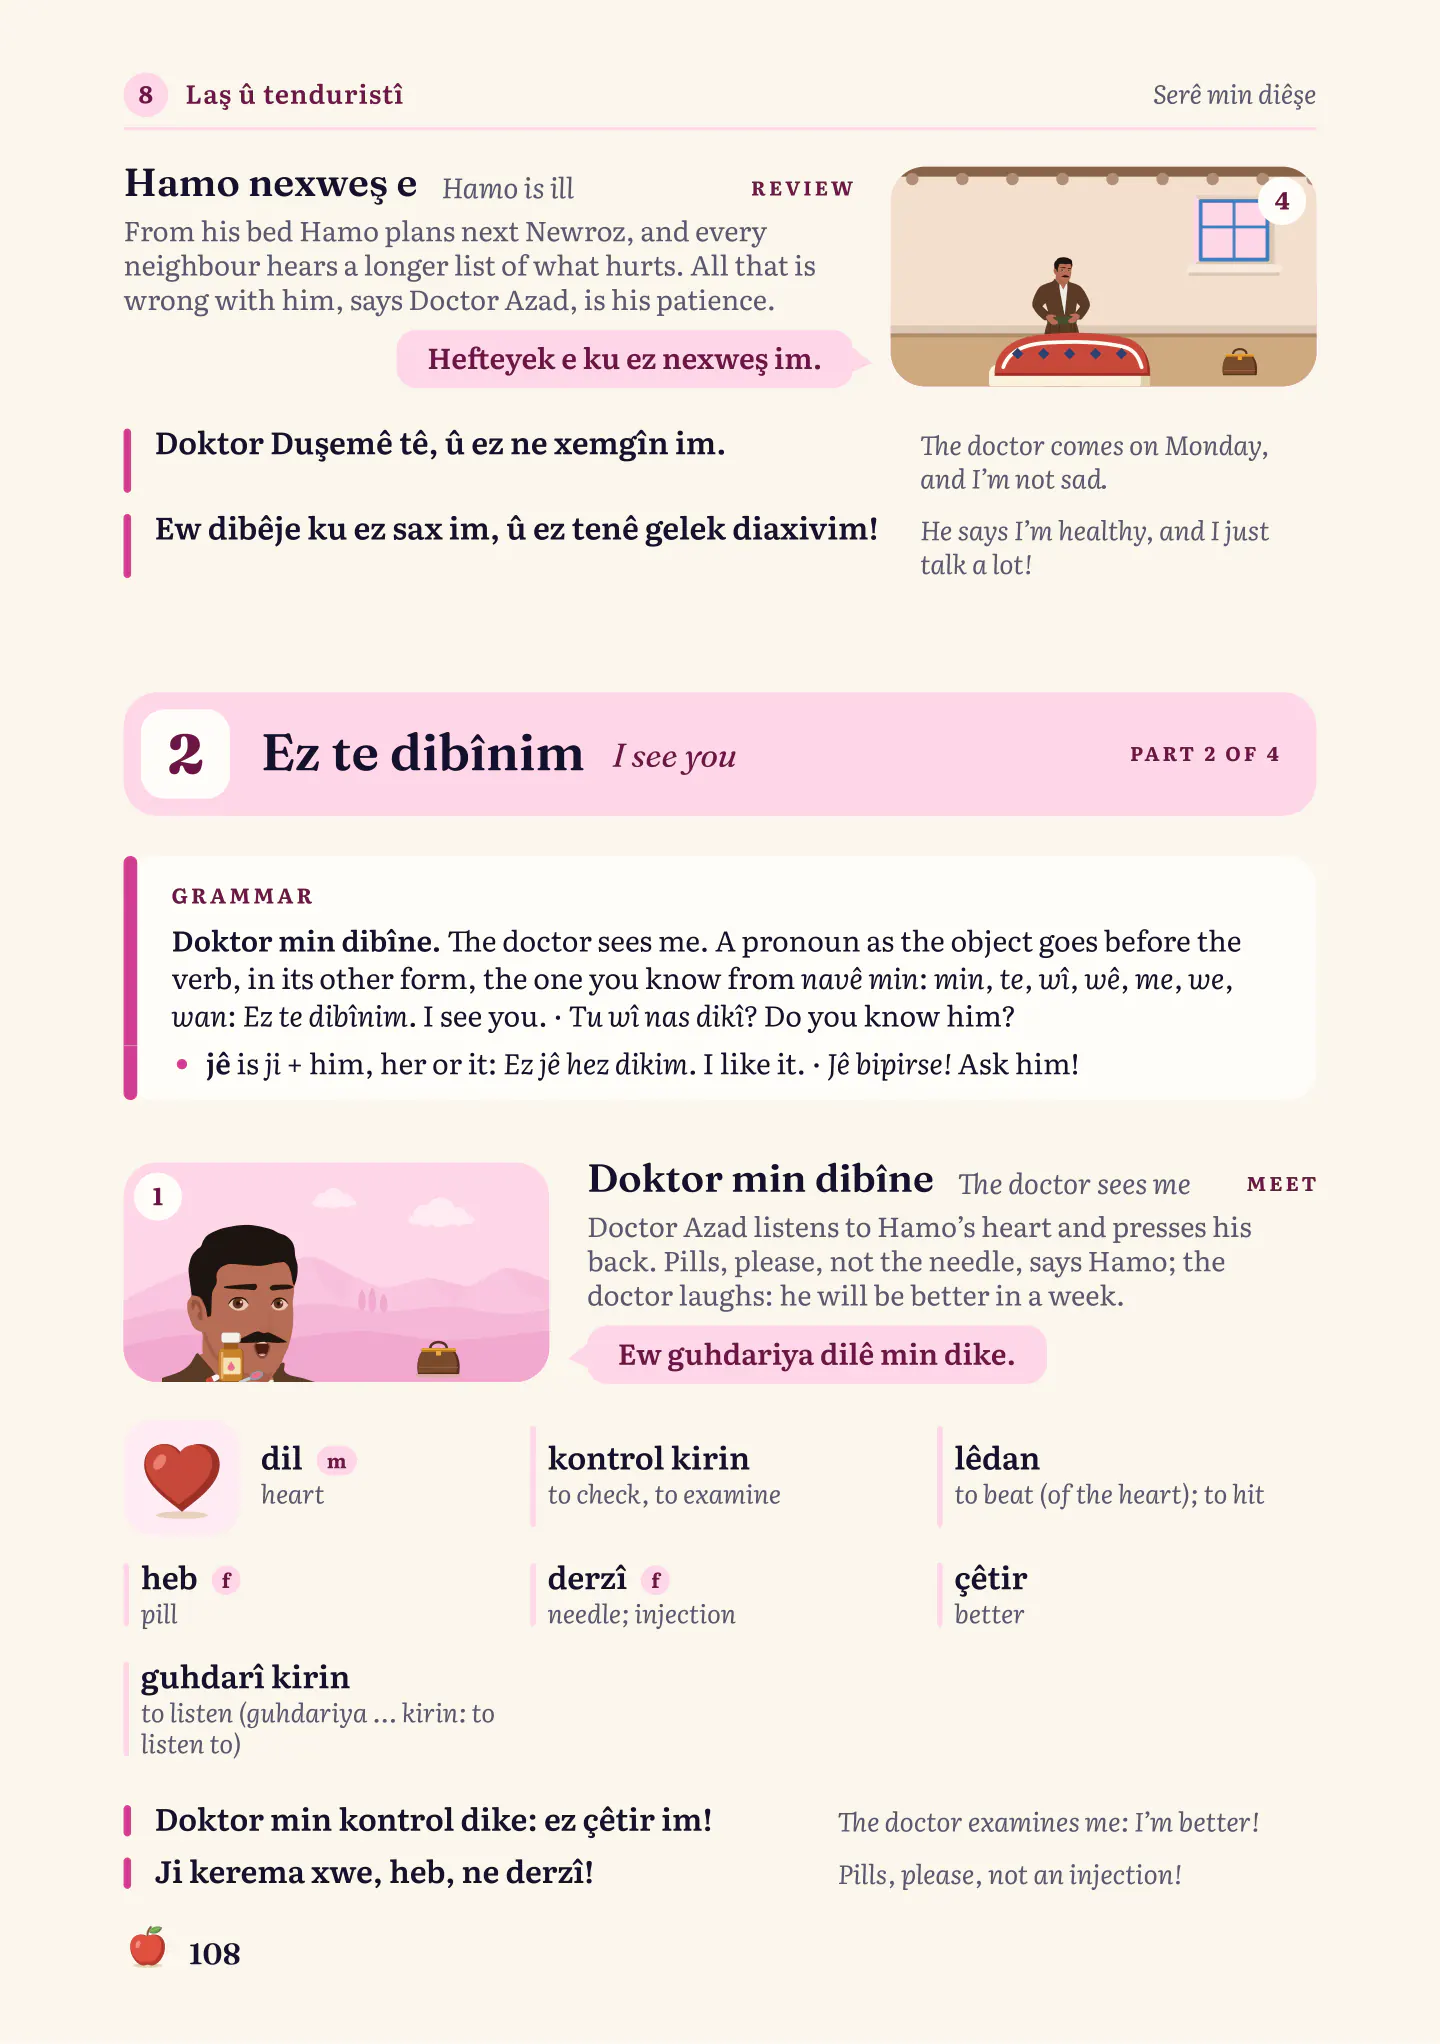 8 Laş û tenduristî
Serê min diêşe
Hamo nexweş e Hamo is ill REVIEW
From his bed Hamo plans next Newroz, and every
neighbour hears a longer list of what hurts. All that is
wrong with him, says Doctor Azad, is his patience.
Hefteyek e ku ez nexweş im.
4
Doktor Duşemê tê, û ez ne xemgîn im.
The doctor comes on Monday,
and I'm not sad.
Ew dibêje ku ez sax im, û ez tenê gelek diaxivim!
He says I'm healthy, and I just
talk a lot!
2 Ez te dibînim I see you PART 2 OF 4
GRAMMAR
Doktor min dibîne. The doctor sees me. A pronoun as the object goes before the
verb, in its other form, the one you know from navê min: min, te, wî, wê, me, we,
wan: Ez te dibînim. I see you. · Tu wî nas dikî? Do you know him?
• jê is ji + him, her or it: Ez jê hez dikim. I like it. · Jê bipirse! Ask him!
1
Doktor min dibîne The doctor sees me MEET
Doctor Azad listens to Hamo's heart and presses his
back. Pills, please, not the needle, says Hamo; the
doctor laughs: he will be better in a week.
Ew guhdariya dilê min dike.
dil m
heart
kontrol kirin
to check, to examine
lêdan
to beat (of the heart); to hit
heb f
pill
derzî f
needle; injection
çêtir
better
guhdarî kirin
to listen (guhdariya … kirin: to
listen to)
Doktor min kontrol dike: ez çêtir im!
The doctor examines me: I'm better!
Ji kerema xwe, heb, ne derzî!
Pills, please, not an injection!
108